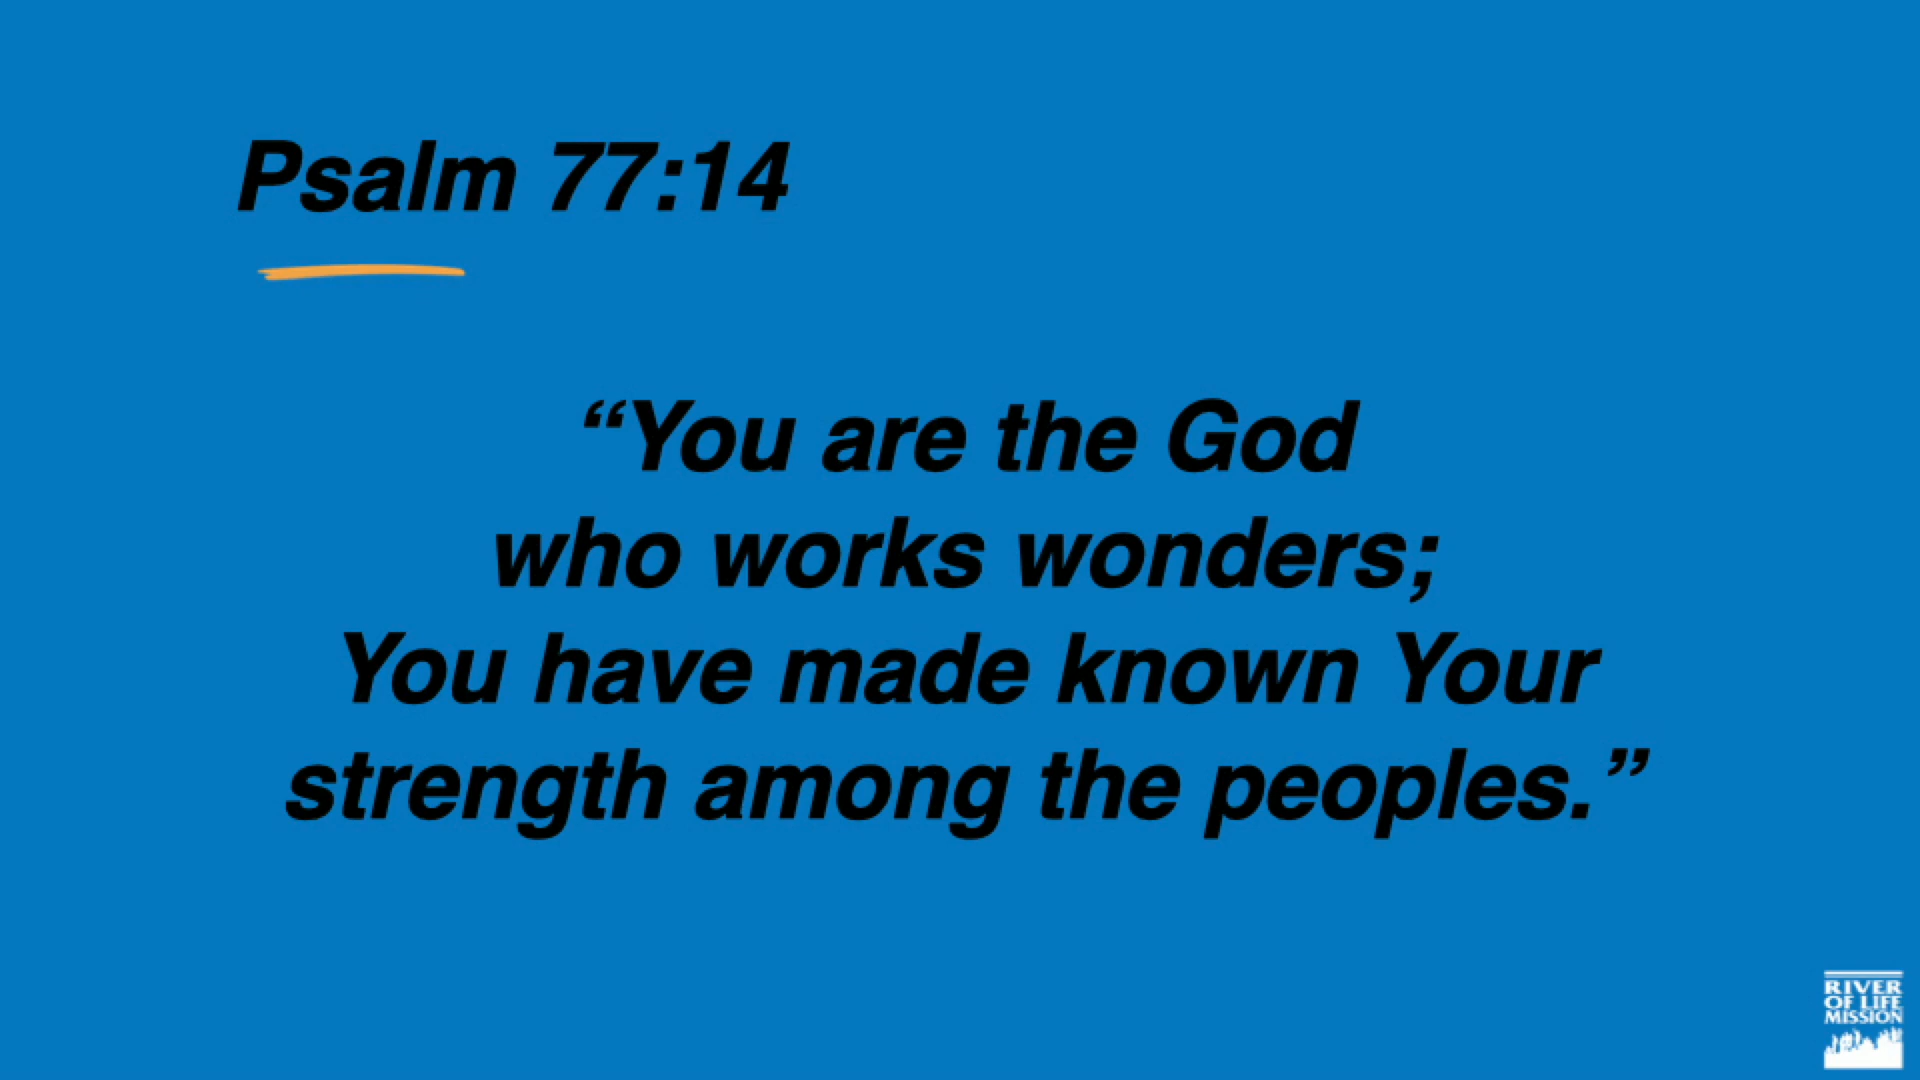 Psalm 77:14
“You are the God
who works wonders;
You have made known Your
strength among the peoples.”
RIVER
OF LIFE
MISSION